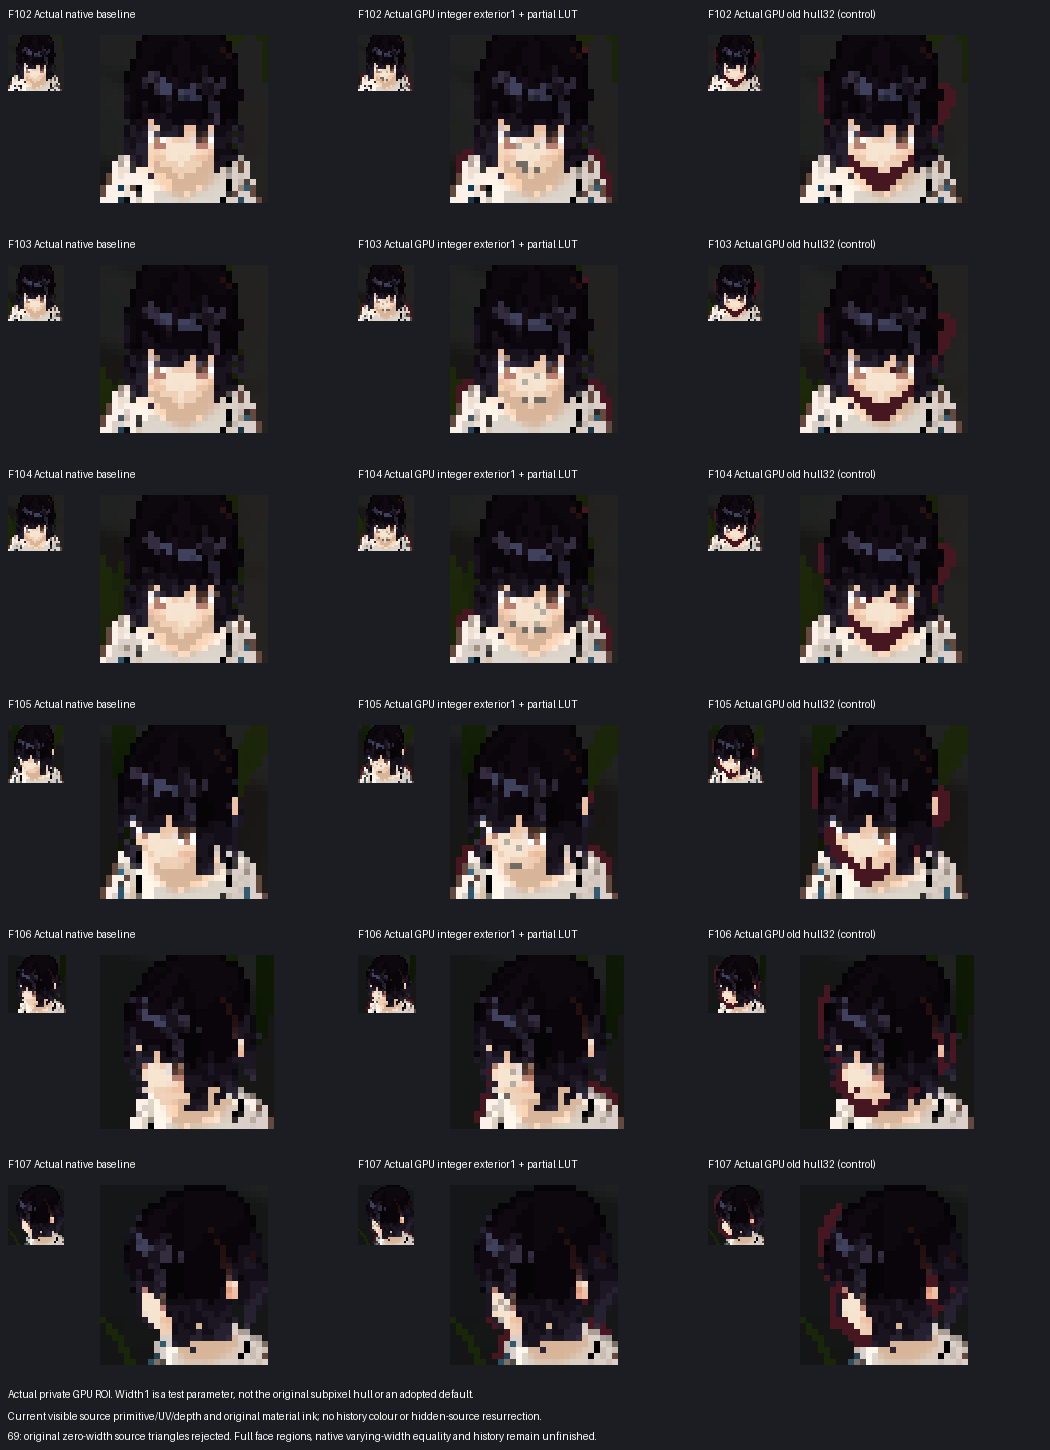 F102 Actual native baseline
F102 Actual GPU integer exterior1 + partial LUT
F102 Actual GPU old hull32 (control)
F103 Actual native baseline
F103 Actual GPU integer exterior1 + partial LUT
F103 Actual GPU old hull32 (control)
F104 Actual native baseline
F104 Actual GPU integer exterior1 + partial LUT
F104 Actual GPU old hull32 (control)
F105 Actual native baseline
F105 Actual GPU integer exterior1 + partial LUT
F105 Actual GPU old hull32 (control)
F106 Actual native baseline
F106 Actual GPU integer exterior1 + partial LUT
F106 Actual GPU old hull32 (control)
F107 Actual native baseline
F107 Actual GPU integer exterior1 + partial LUT
F107 Actual GPU old hull32 (control)
Actual private GPU ROI. Width1 is a test parameter, not the original subpixel hull or an adopted default.
Current visible source primitive/UV/depth and original material ink; no history colour or hidden-source resurrection.
69: original zero-width source triangles rejected. Full face regions, native varying-width equality and history remain unfinished.